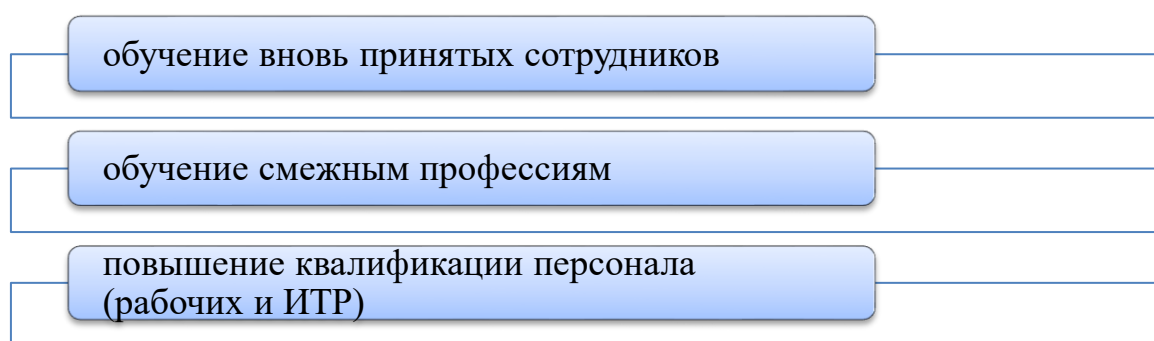 обучение вновь принятых сотрудников
обучение смежным профессиям
повышение квалификации персонала
(рабочих и ИТР)